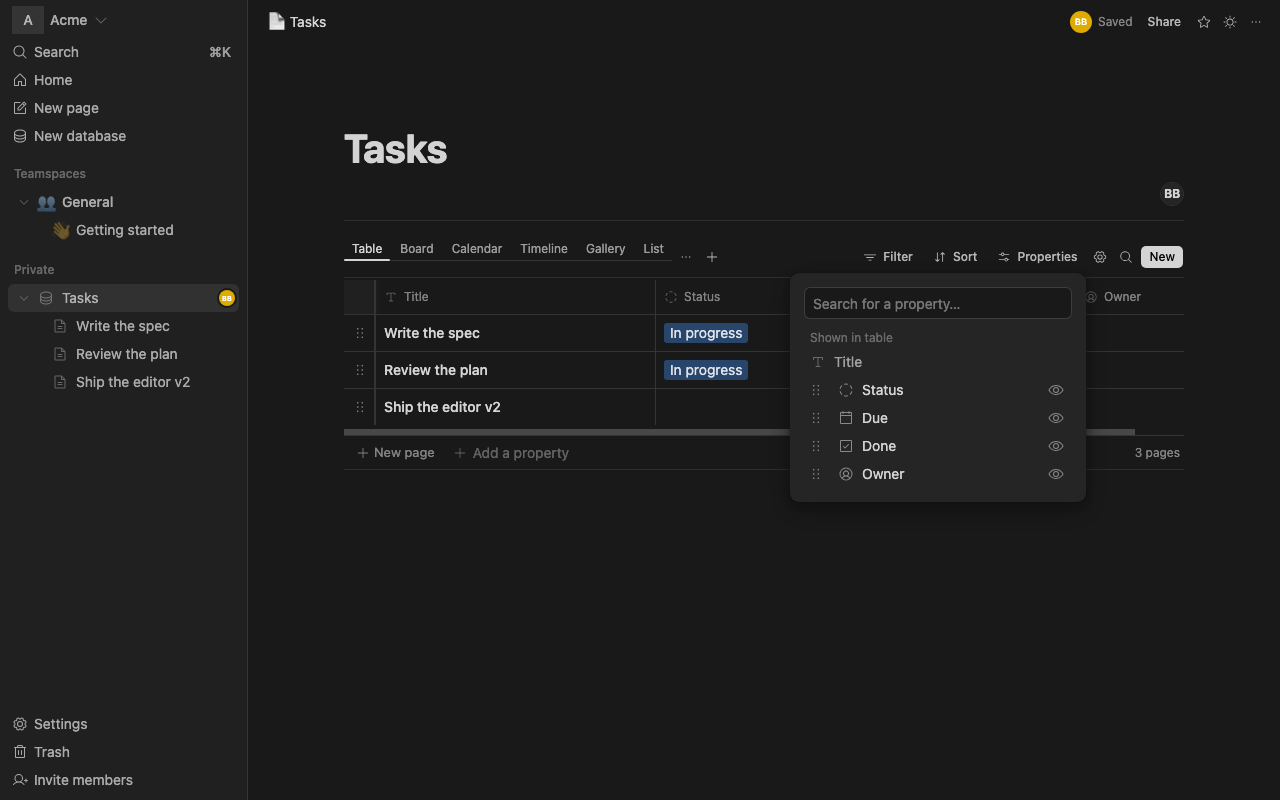 A Acme
Search ⌘K
Home
New page
New database
Teamspaces
General
Getting started
Private
Tasks BB
Write the spec
Review the plan
Ship the editor v2
Settings
Trash
Invite members
Tasks
BB Saved Share
Tasks
BB
Table Board Calendar Timeline Gallery List
Filter Sort Properties New
Title Status Owner
Write the spec In progress
Review the plan In progress
Ship the editor v2
New page Add a property 3 pages
Search for a property...
Shown in table
Title
Status
Due
Done
Owner